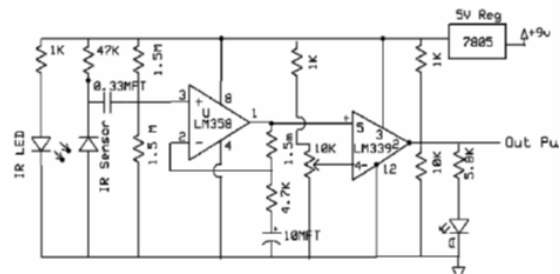 5V Reg
7805
+9v
1K
47K
1.5M
0.33MFT
3
+
8
1
LM358
2
-
4
1.5 M
IR LED
IR Sensor
1.5m
4.7K
10MFT
1K
10K
+
5
3
2
LM339
4-
12
1K
10K
5.8K
Out Pw